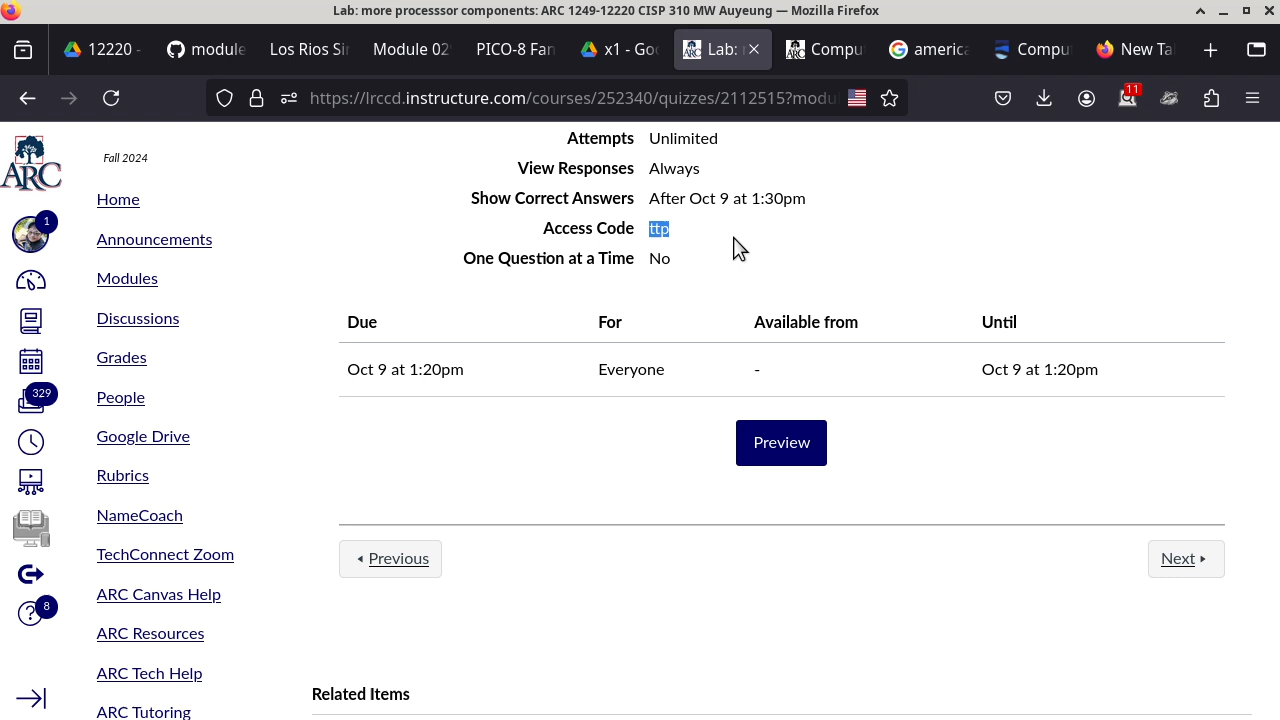 Lab: more processsor components: ARC 1249-12220 CISP 310 MW Auyeung — Mozilla Firefox
12220 -
module
Los Rios Si
Module 02
PICO-8 Fan
x1 - Goo
Lab: r
Compu
america
Compu
New Ta
https://lrccd.instructure.com/courses/252340/quizzes/2112515?modu
11
ARC
1
329
8
Fall 2024
Home
Announcements
Modules
Discussions
Grades
People
Google Drive
Rubrics
NameCoach
TechConnect Zoom
ARC Canvas Help
ARC Resources
ARC Tech Help
ARC Tutoring
Attempts Unlimited
View Responses Always
Show Correct Answers After Oct 9 at 1:30pm
Access Code ttp
One Question at a Time No
Due For Available from Until
Oct 9 at 1:20pm Everyone - Oct 9 at 1:20pm
Preview
Previous
Next
Related Items